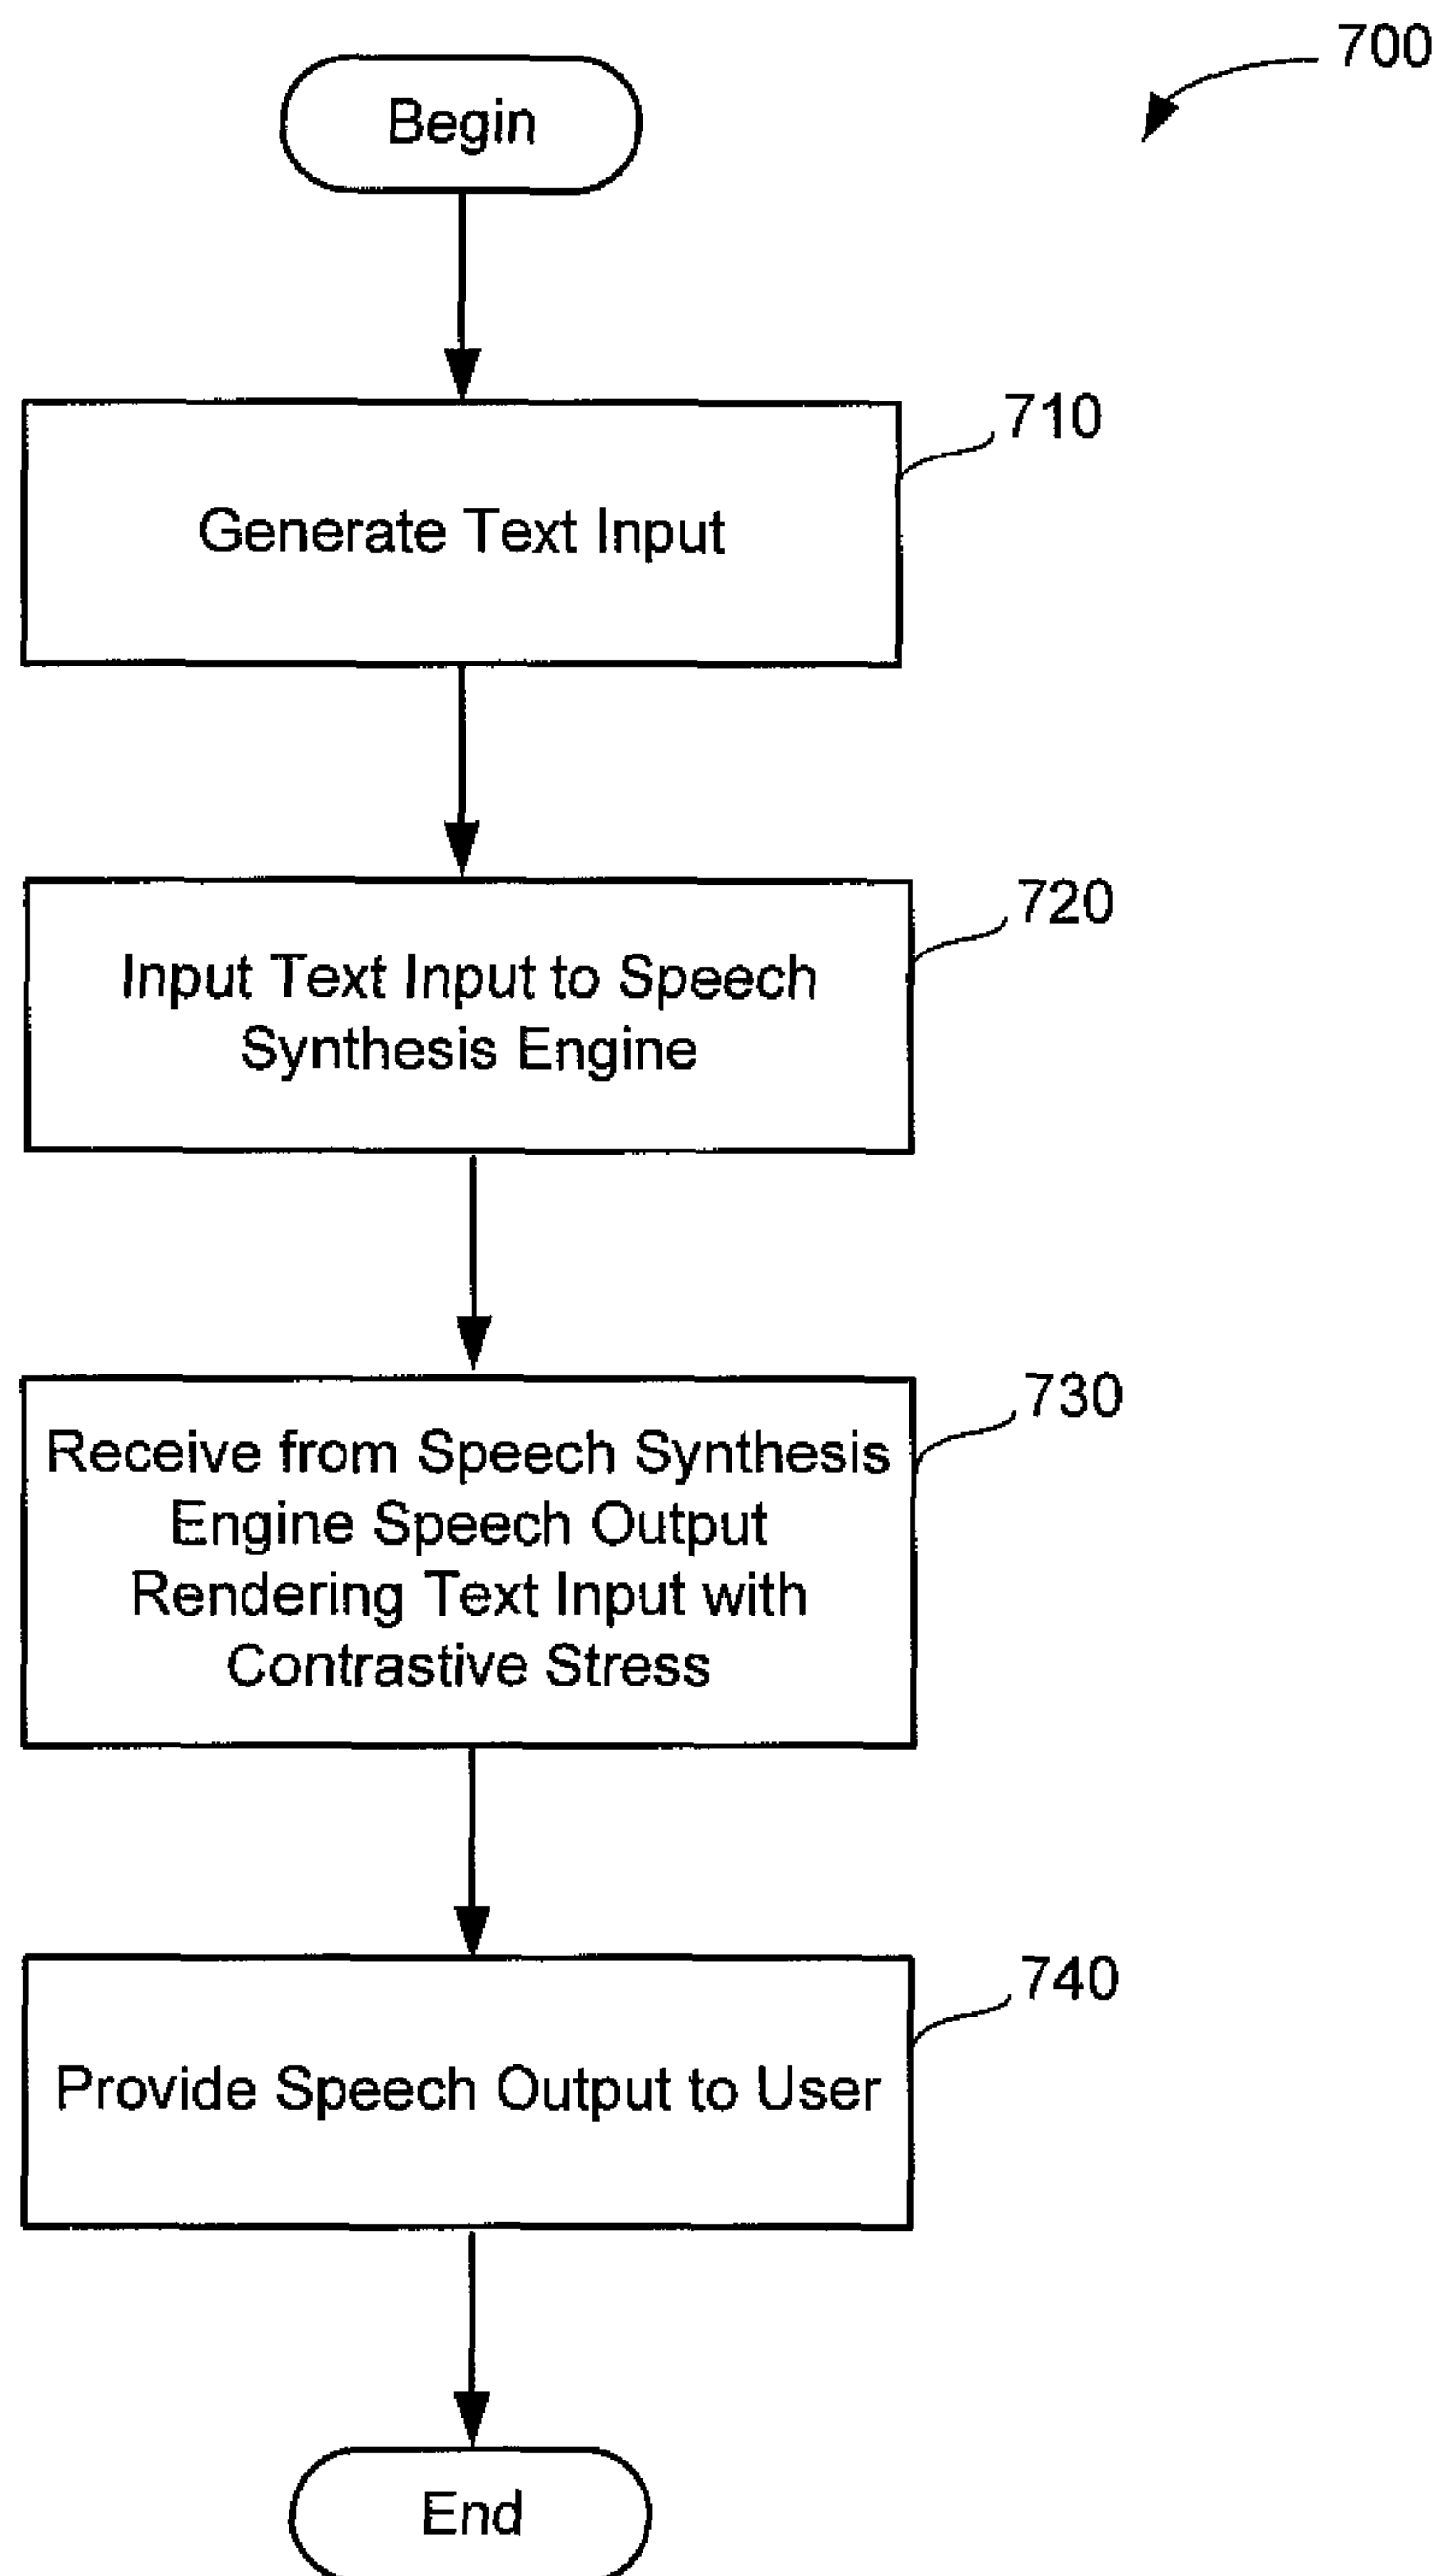 700
Begin
710
Generate Text Input
720
Input Text Input to Speech
Synthesis Engine
730
Receive from Speech Synthesis
Engine Speech Output
Rendering Text Input with
Contrastive Stress
740
Provide Speech Output to User
End